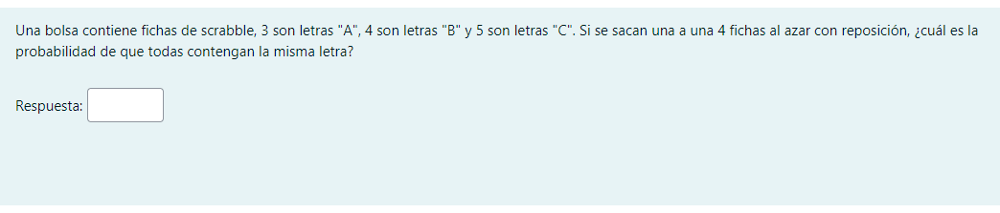 Una bolsa contiene fichas de scrabble, 3 son letras "A", 4 son letras "B" y 5 son letras "C". Si se sacan una a una 4 fichas al azar con reposición, ¿cuál es la
probabilidad de que todas contengan la misma letra?
Respuesta: